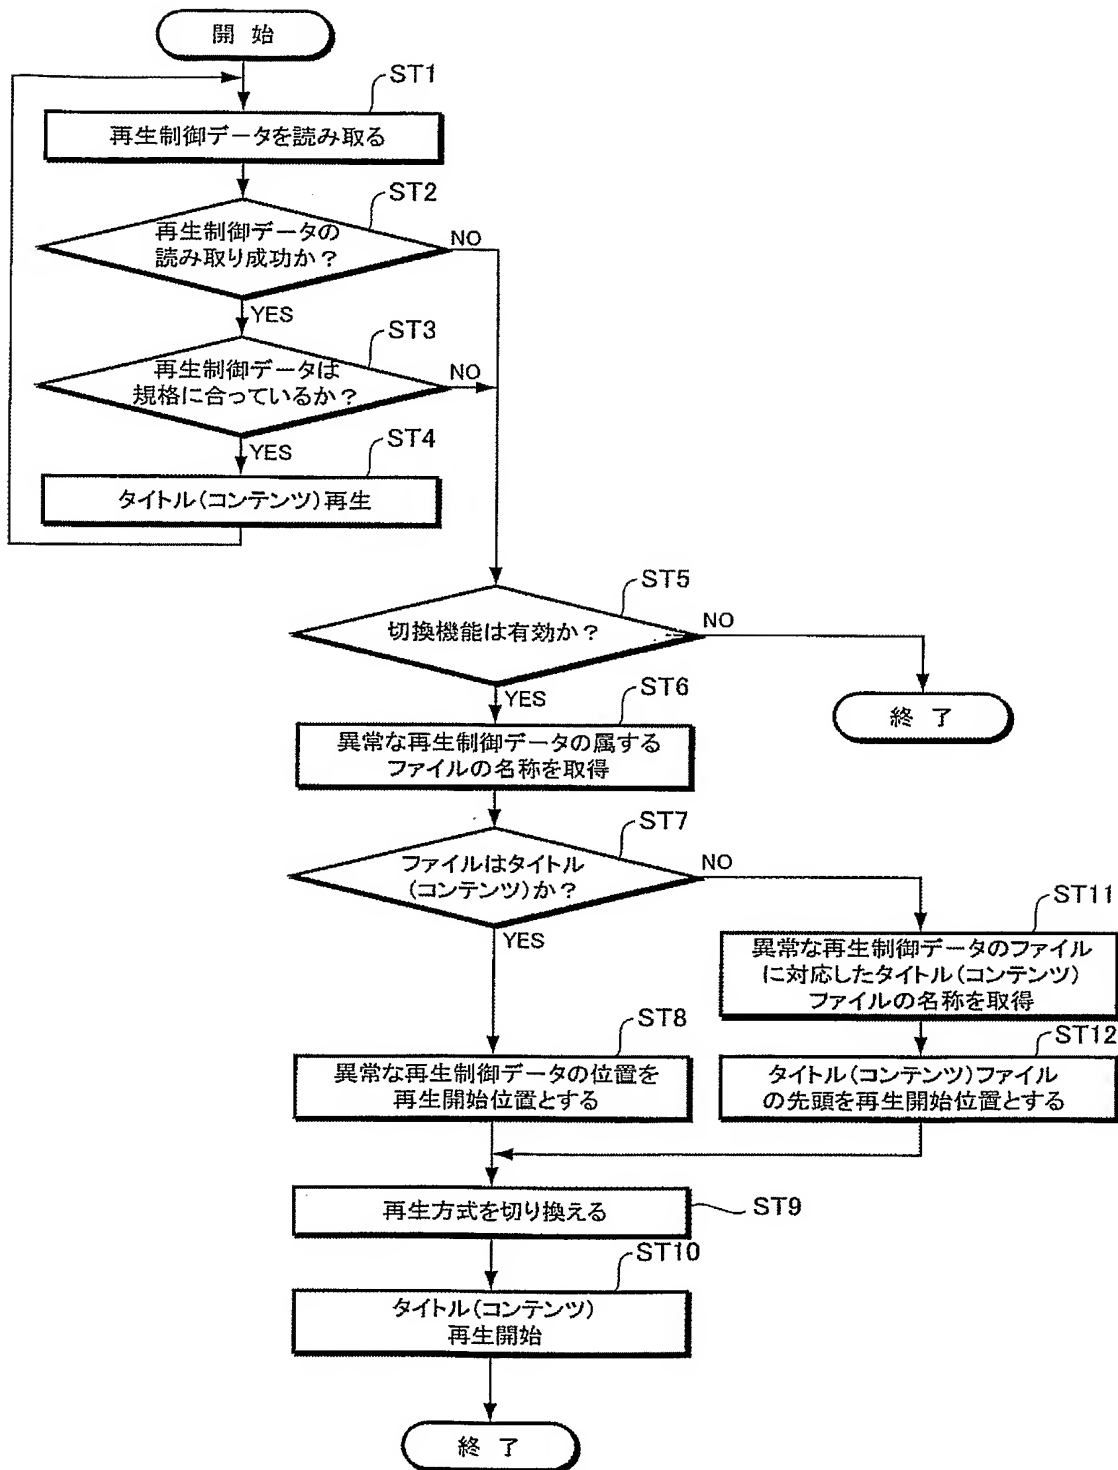 開 始
ST1
再生制御データを読み取る
ST2
再生制御データの
読み取り成功か？
NO
YES
ST3
再生制御データは
規格に合っているか？
NO
YES
ST4
タイトル（コンテンツ）再生
ST5
切換機能は有効か？
NO
YES
終 了
ST6
異常な再生制御データの属する
ファイルの名称を取得
ST7
ファイルはタイトル
（コンテンツ）か？
NO
YES
ST11
異常な再生制御データのファイル
に対応したタイトル（コンテンツ）
ファイルの名称を取得
ST8
異常な再生制御データの位置を
再生開始位置とする
ST12
タイトル（コンテンツ）ファイル
の先頭を再生開始位置とする
再生方式を切り換える
ST9
ST10
タイトル（コンテンツ）
再生開始
終 了